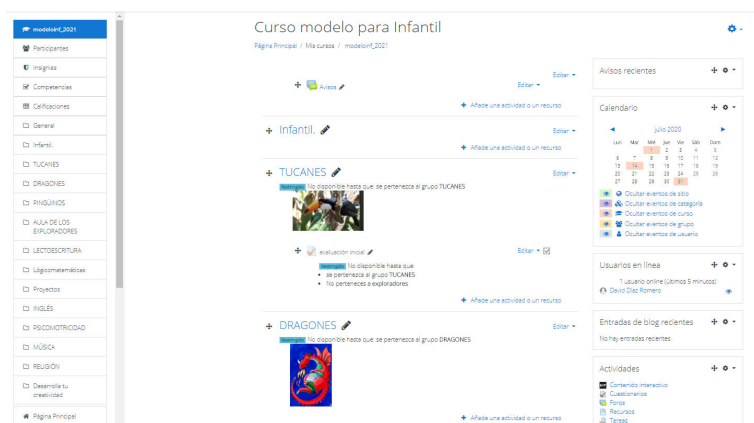 modeloinf_2021
Participantes
Insignias
Competencias
Calificaciones
General
Infantil.
TUCANES
DRAGONES
PINGÜINOS
AULA DE LOS
EXPLORADORES
LECTOESCRITURA
Lógicomatemáticas
Proyectos
INGLÉS
PSICOMOTRICIDAD
MÚSICA
RELIGIÓN
Desarrolla tu
creatividad
Página Principal
Curso modelo para Infantil
Página Principal / Mis cursos / modeloinf_2021
Editar
Avisos
Editar
Añade una actividad o un recurso
Infantil.
Editar
Añade una actividad o un recurso
TUCANES
Editar
Restringido No disponible hasta que: se pertenezca al grupo TUCANES
evaluación inicial
Editar
Restringido No disponible hasta que:
se pertenezca al grupo TUCANES
No perteneces a exploradores
Añade una actividad o un recurso
DRAGONES
Editar
Restringido No disponible hasta que: se pertenezca al grupo DRAGONES
Añade una actividad o un recurso
Avisos recientes
Calendario
julio 2020
Lun Mar Mié Jue Vie Sáb Dom
1 2 3 4 5
6 7 8 9 10 11 12
13 14 15 16 17 18 19
20 21 22 23 24 25 26
27 28 29 30 31
Ocultar eventos de sitio
Ocultar eventos de categoría
Ocultar eventos de curso
Ocultar eventos de grupo
Ocultar eventos de usuario
Usuarios en línea
1 usuario online (últimos 5 minutos)
David Díaz Romero
Entradas de blog recientes
No hay entradas recientes
Actividades
Contenido interactivo
Cuestionarios
Foros
Recursos
Tareas